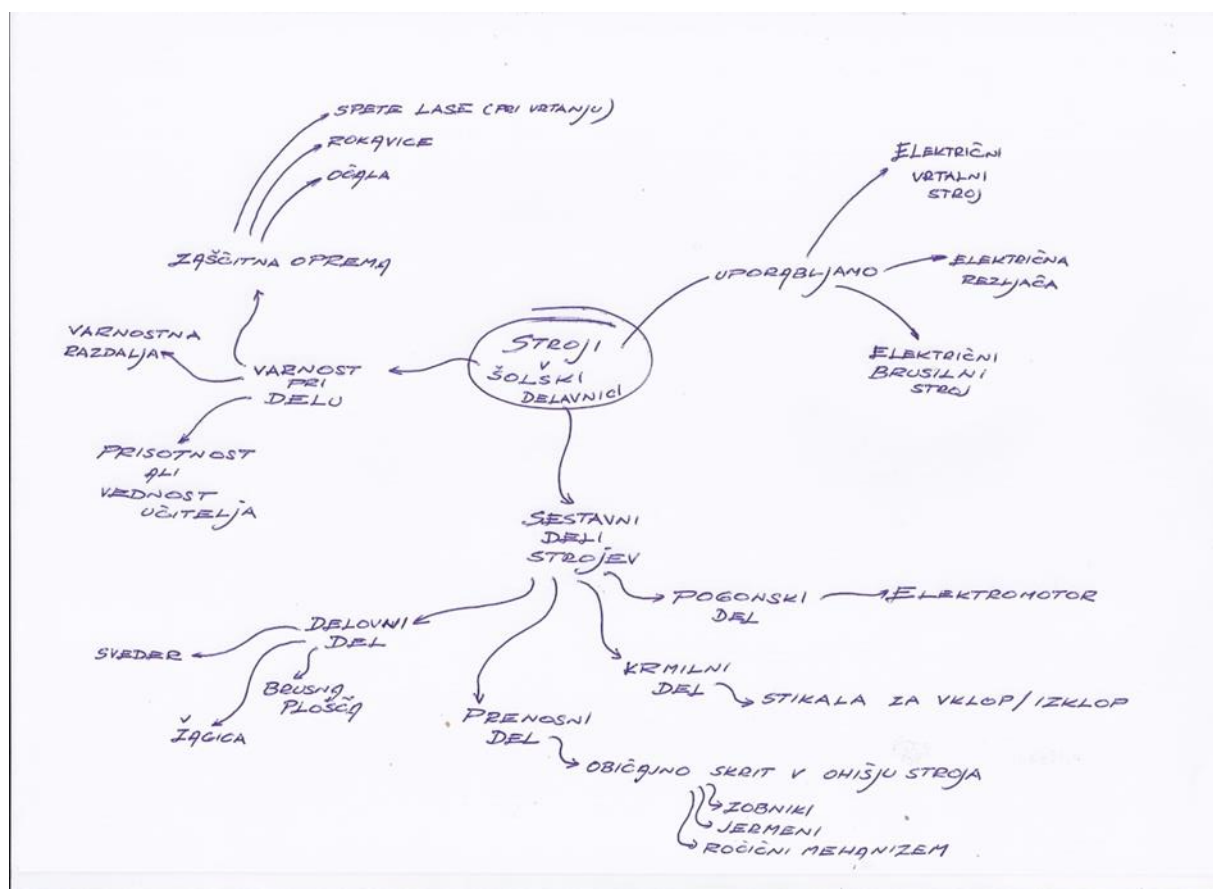 STROJI
V
ŠOLSKI
DELAVNICI
VARNOST
PRI
DELU
ZAŠČITNA OPREMA
SPETE LASE (PRI VRTANJU)
ROKAVICE
OČALA
VARNOSTNA
RAZDALJA
PRISOTNOST
ALI
VEDNOST
UČITELJA
UPORABLJAMO
ELEKTRIČNI
VRTALNI
STROJ
ELEKTRIČNA
REZLJAČA
ELEKTRIČNI
BRUSILNI
STROJ
SESTAVNI
DELI
STROJEV
POGONSKI
DEL
ELEKTROMOTOR
KRMILNI
DEL
STIKALA ZA VKLOP/IZKLOP
PRENOSNI
DEL
OBIČAJNO SKRIT V OHIŠJU STROJA
ZOBNIKI
JERMENI
ROČIČNI MEHANIZEM
DELOVNI
DEL
SVEDER
BRUSNA
PLOŠČA
ŽAGICA